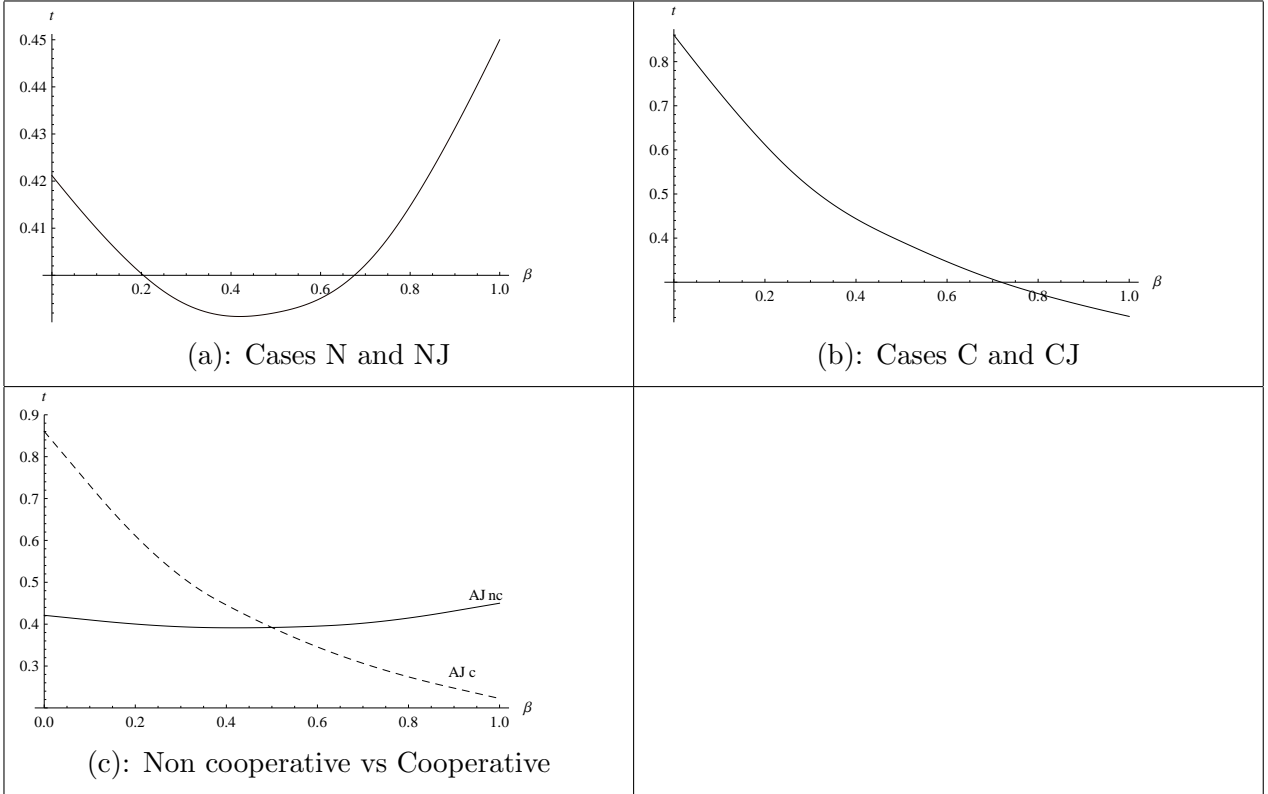 t
0.45
0.44
0.43
0.42
0.41
0.2 0.4 0.6 0.8 1.0 β
(a): Cases N and NJ
t
0.8
0.7
0.6
0.5
0.4
0.2 0.4 0.6 0.8 1.0 β
(b): Cases C and CJ
t
0.9
0.8
0.7
0.6
0.5
AJ nc
0.4
0.3
AJ c
0.0 0.2 0.4 0.6 0.8 1.0 β
(c): Non cooperative vs Cooperative